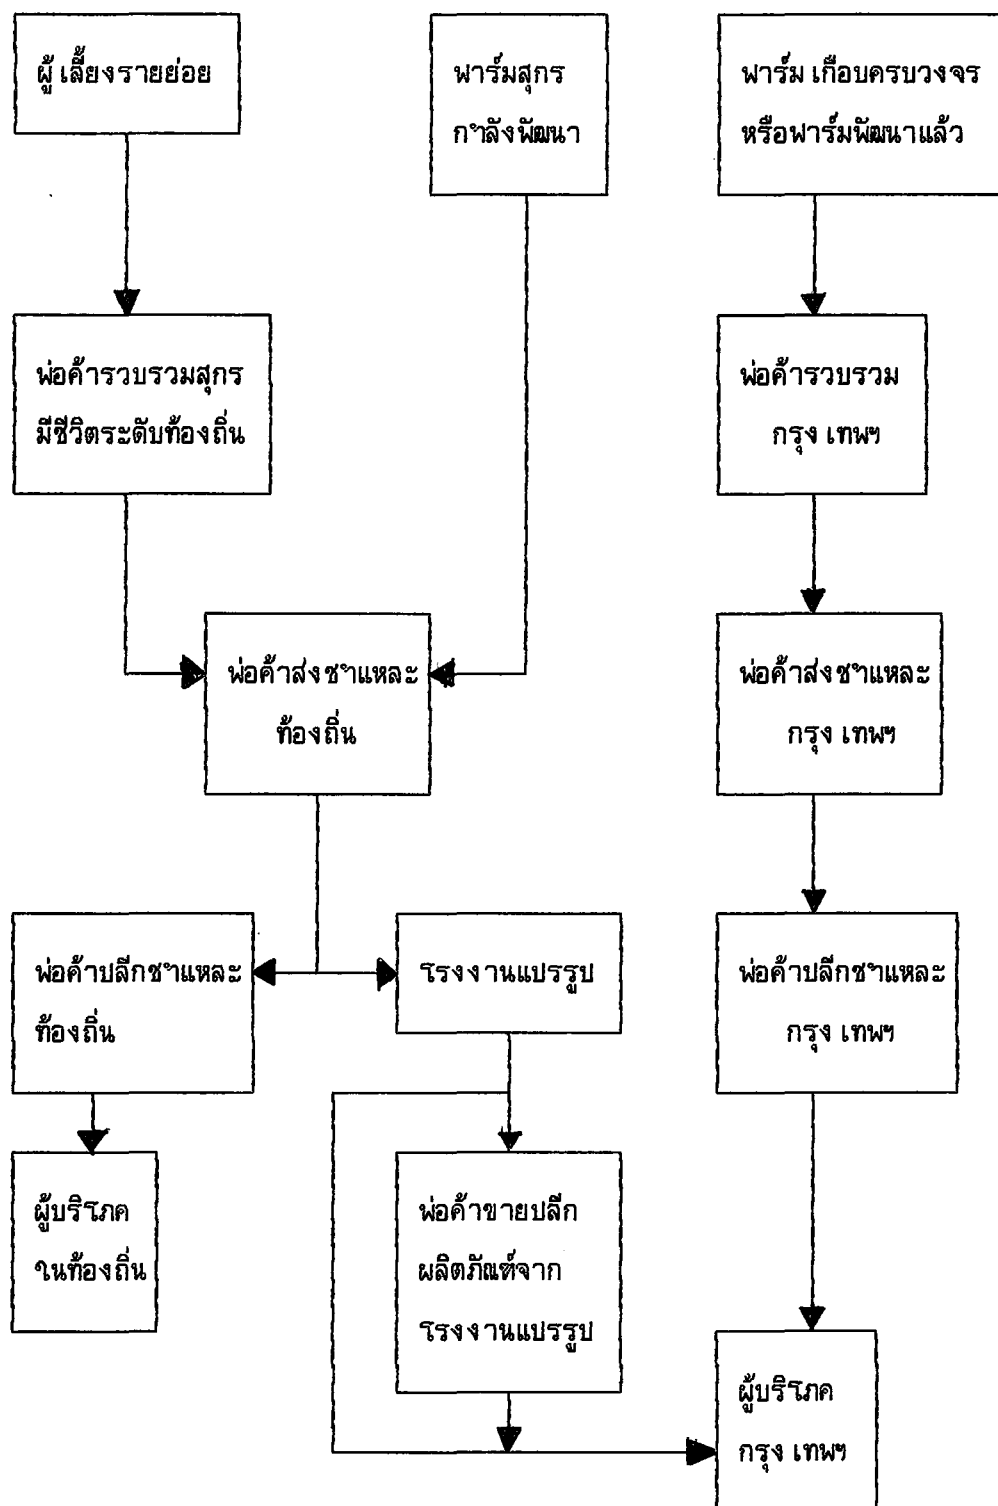 ผู้เลี้ยงรายย่อย
ฟาร์มสุกร
กำลังพัฒนา
ฟาร์มเกือบครบวงจร
หรือฟาร์มพัฒนาแล้ว
พ่อค้ารวบรวมสุกร
มีชีวิตระดับท้องถิ่น
พ่อค้ารวบรวม
กรุงเทพฯ
พ่อค้าส่งชำแหละ
ท้องถิ่น
พ่อค้าส่งชำแหละ
กรุงเทพฯ
พ่อค้าปลีกชำแหละ
ท้องถิ่น
โรงงานแปรรูป
พ่อค้าปลีกชำแหละ
กรุงเทพฯ
ผู้บริโภค
ในท้องถิ่น
พ่อค้าขายปลีก
ผลิตภัณฑ์จาก
โรงงานแปรรูป
ผู้บริโภค
กรุงเทพฯ